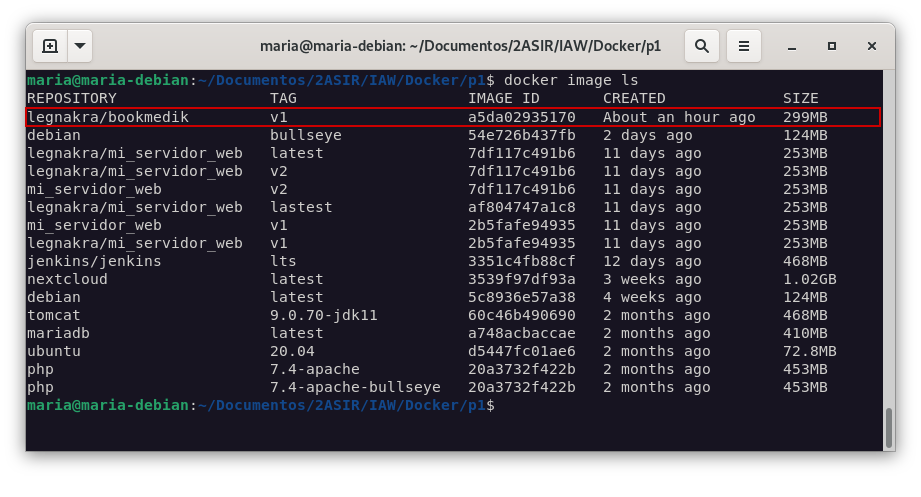 maria@maria-debian: ~/Documentos/2ASIR/IAW/Docker/p1
maria@maria-debian:~/Documentos/2ASIR/IAW/Docker/p1$ docker image ls
REPOSITORY TAG IMAGE ID CREATED SIZE
legnakra/bookmedik v1 a5da02935170 About an hour ago 299MB
debian bullseye 54e726b437fb 2 days ago 124MB
legnakra/mi_servidor_web latest 7df117c491b6 11 days ago 253MB
legnakra/mi_servidor_web v2 7df117c491b6 11 days ago 253MB
mi_servidor_web v2 7df117c491b6 11 days ago 253MB
legnakra/mi_servidor_web lastest af804747a1c8 11 days ago 253MB
mi_servidor_web v1 2b5fafe94935 11 days ago 253MB
legnakra/mi_servidor_web v1 2b5fafe94935 11 days ago 253MB
jenkins/jenkins lts 3351c4fb88cf 12 days ago 468MB
nextcloud latest 3539f97df93a 3 weeks ago 1.02GB
debian latest 5c8936e57a38 4 weeks ago 124MB
tomcat 9.0.70-jdk11 60c46b490690 2 months ago 468MB
mariadb latest a748acbaccae 2 months ago 410MB
ubuntu 20.04 d5447fc01ae6 2 months ago 72.8MB
php 7.4-apache 20a3732f422b 2 months ago 453MB
php 7.4-apache-bullseye 20a3732f422b 2 months ago 453MB
maria@maria-debian:~/Documentos/2ASIR/IAW/Docker/p1$